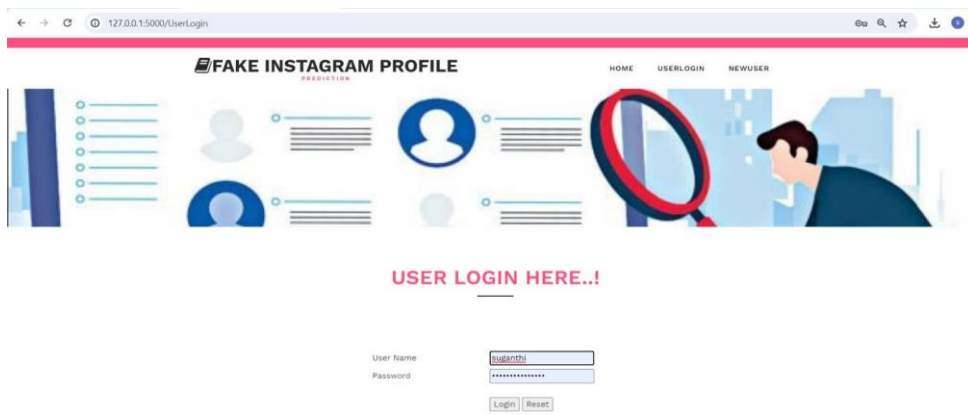 127.0.0.1:5000/UserLogin
FAKE INSTAGRAM PROFILE
PREDICTION
HOME USERLOGIN NEWUSER
USER LOGIN HERE..!
User Name suganthi
Password ••••••••••••••
Login Reset